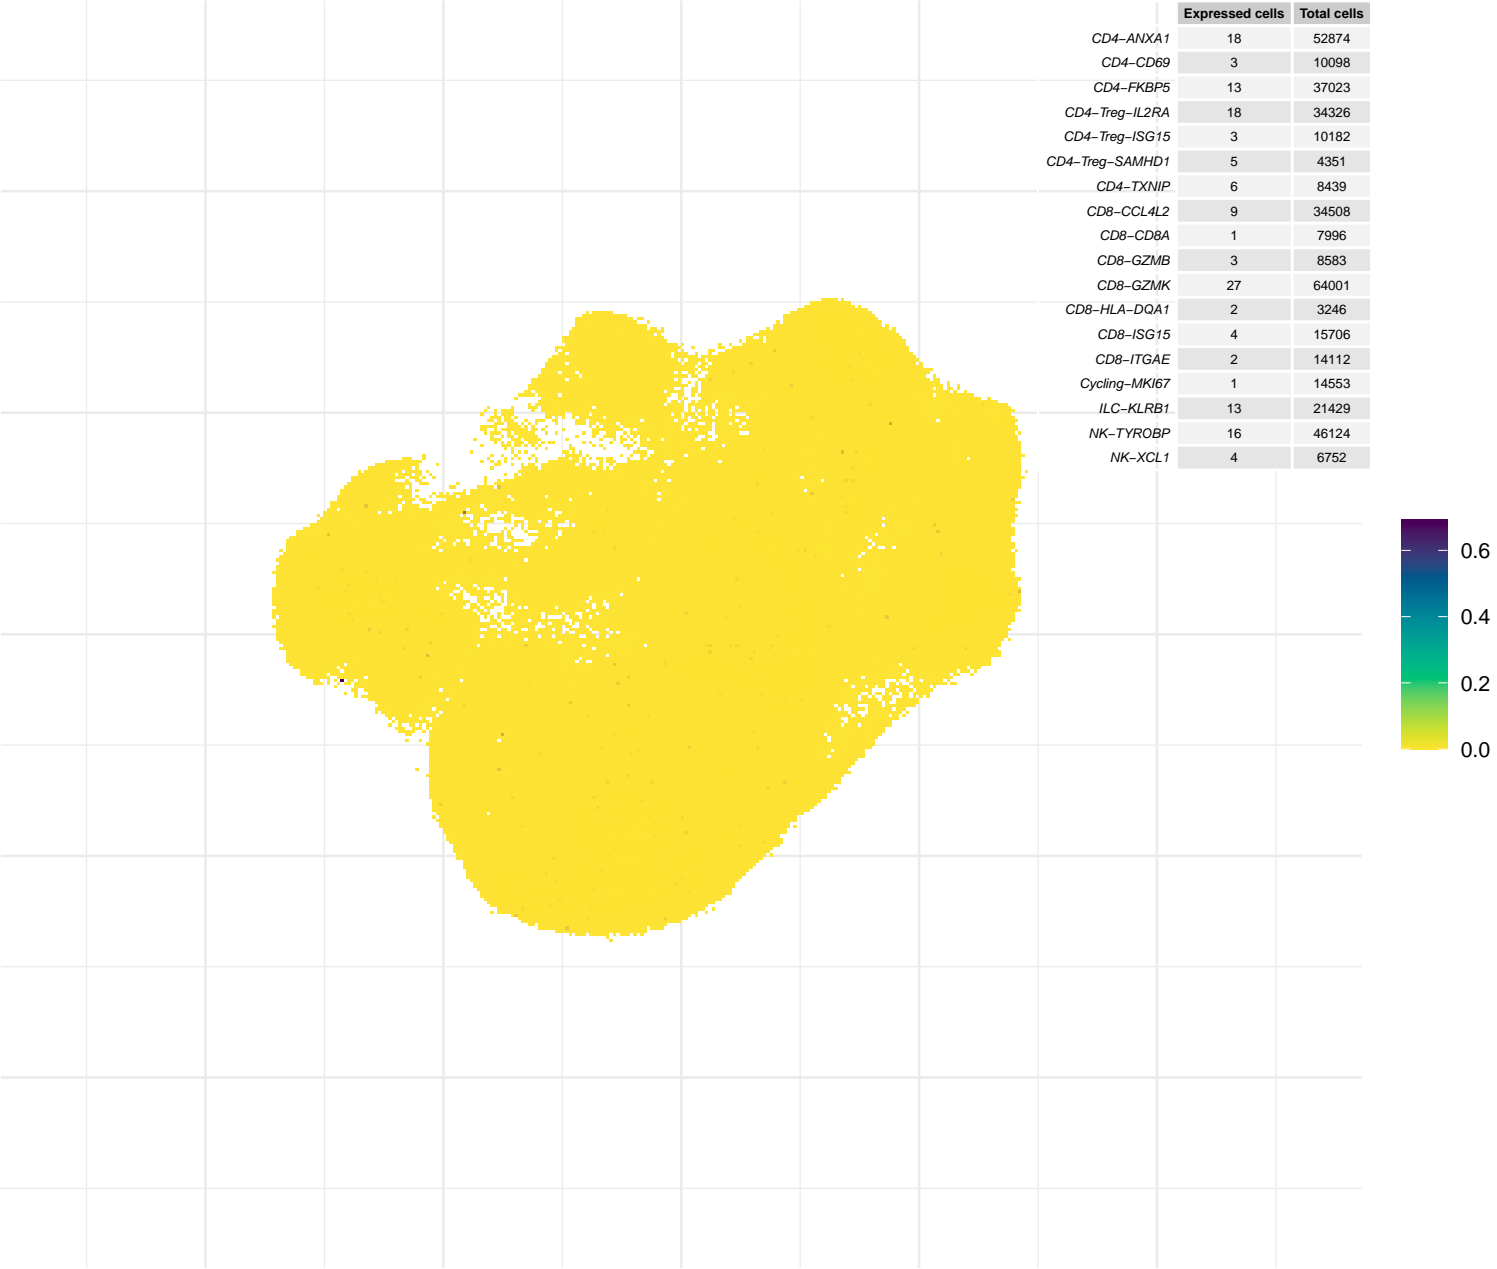 Expressed cells Total cells
CD4−ANXA1 18 52874
CD4−CD69 3 10098
CD4−FKBP5 13 37023
CD4−Treg−IL2RA 18 34326
CD4−Treg−ISG15 3 10182
CD4−Treg−SAMHD1 5 4351
CD4−TXNIP 6 8439
CD8−CCL4L2 9 34508
CD8−CD8A 1 7996
CD8−GZMB 3 8583
CD8−GZMK 27 64001
CD8−HLA−DQA1 2 3246
CD8−ISG15 4 15706
CD8−ITGAE 2 14112
Cycling−MKI67 1 14553
ILC−KLRB1 13 21429
NK−TYROBP 16 46124
NK−XCL1 4 6752
0.6
0.4
0.2
0.0